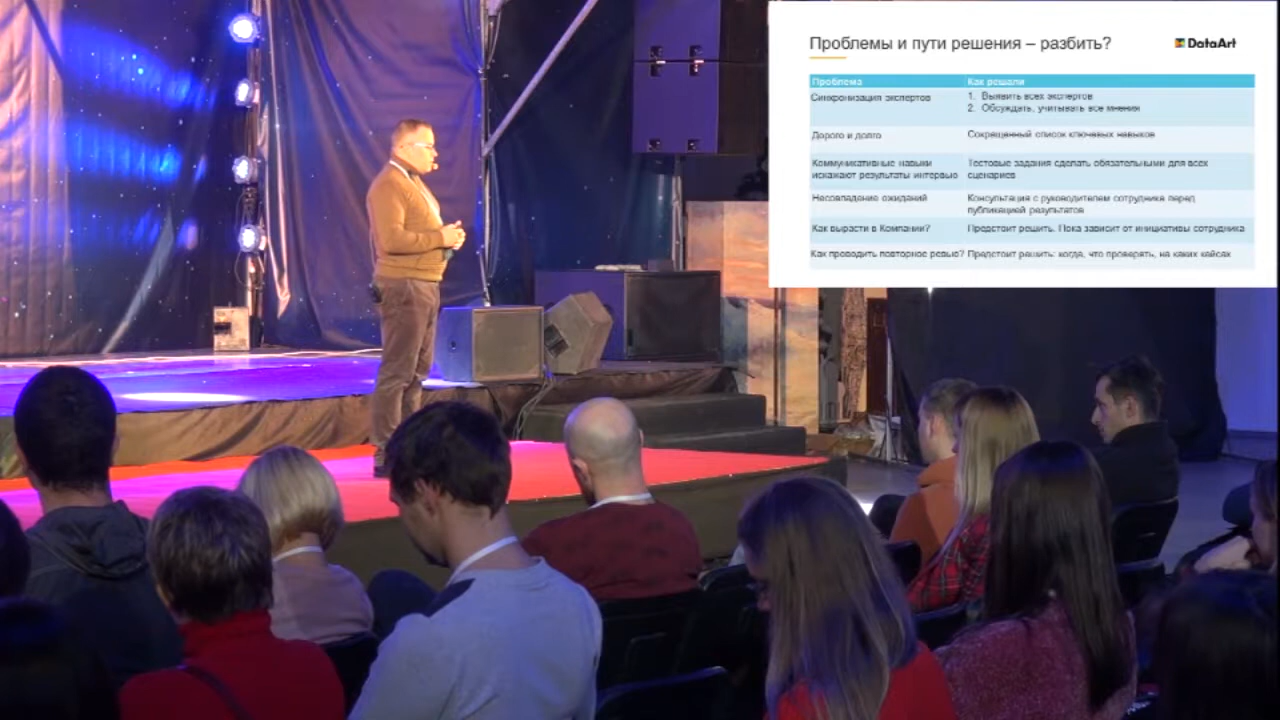 Проблемы и пути решения – разбить?
DataArt
Проблема
Как решали
Синхронизация экспертов
1. Выявить всех экспертов
2. Обсуждать, учитывать все мнения
Дорого и долго
Сокращенный список ключевых навыков
Коммуникативные навыки
искажают результаты интервью
Тестовые задания сделать обязательными для всех
сценариев
Несовпадение ожиданий
Консультация с руководителем сотрудника перед
публикацией результатов
Как вырасти в Компании?
Предстоит решить. Пока зависит от инициативы сотрудника
Как проводить повторное ревью?
Предстоит решить: когда, что проверять, на каких кейсах